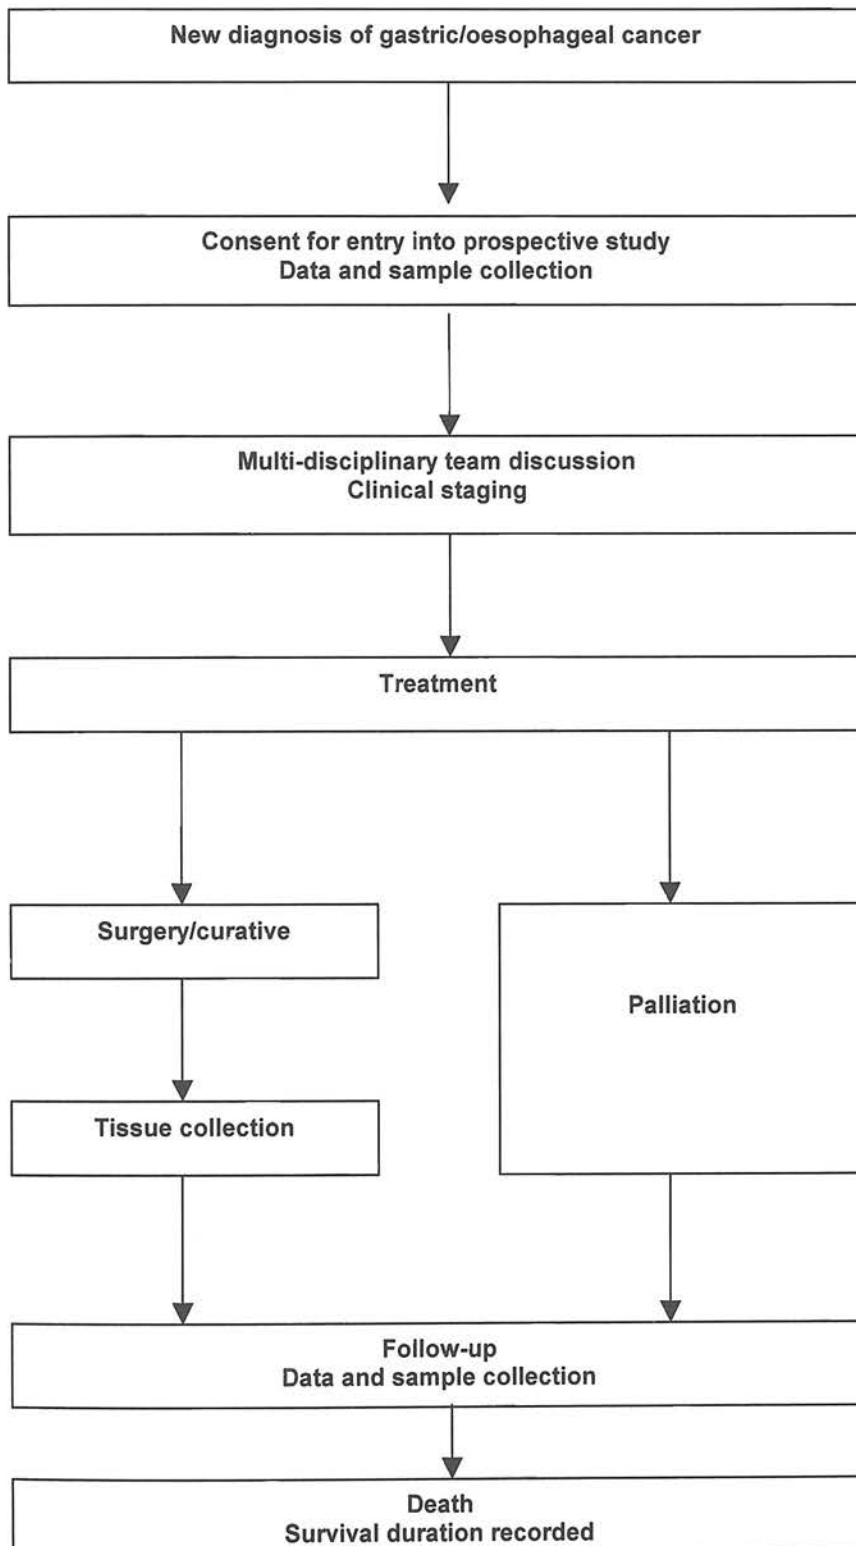 New diagnosis of gastric/oesophageal cancer
Consent for entry into prospective study
Data and sample collection
Multi-disciplinary team discussion
Clinical staging
Treatment
Surgery/curative
Palliation
Tissue collection
Follow-up
Data and sample collection
Death
Survival duration recorded